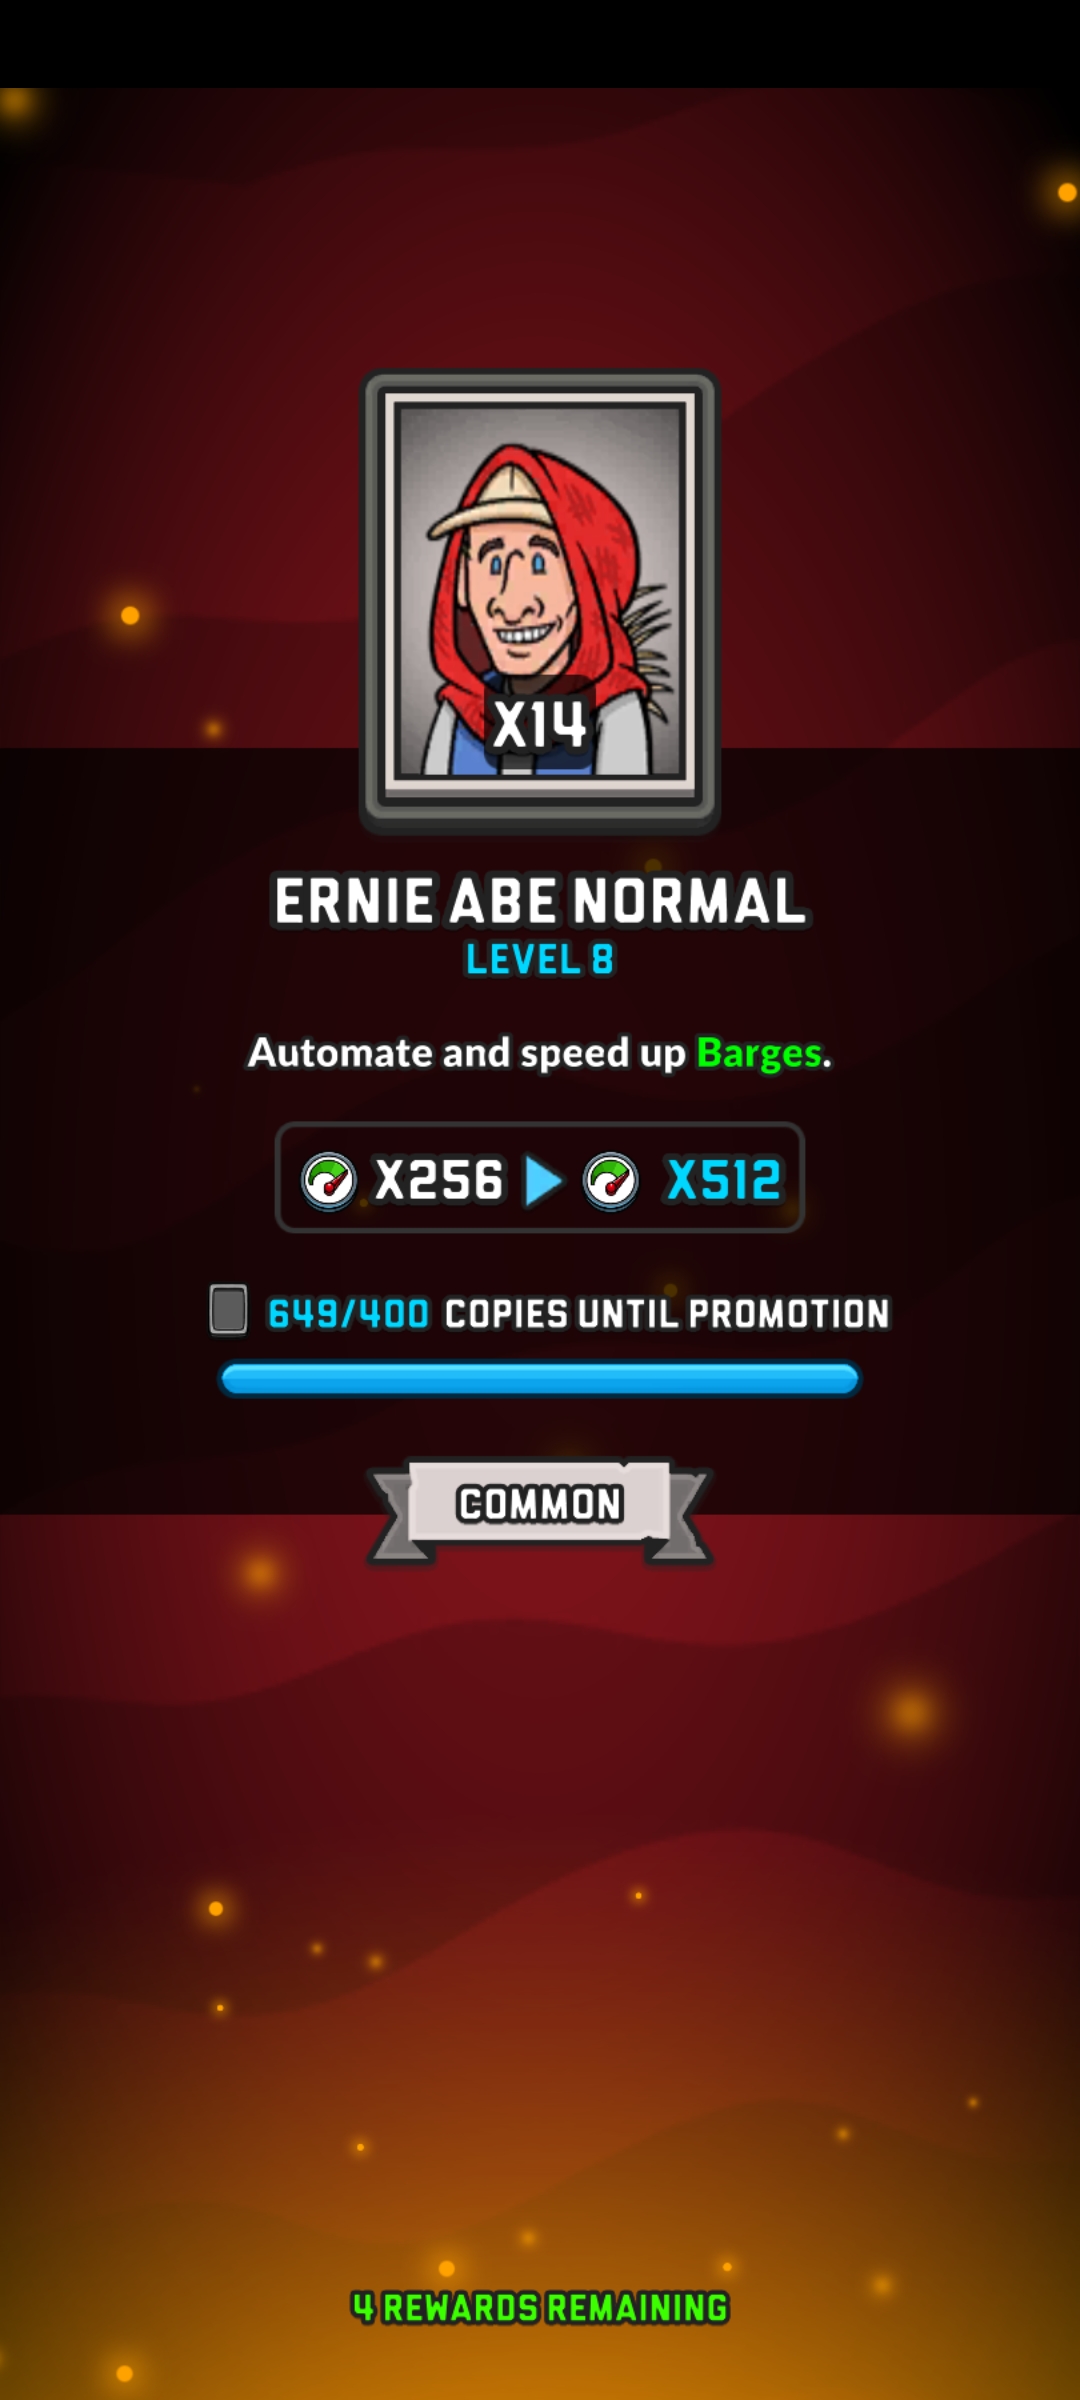 X14
ERNIE ABE NORMAL
LEVEL 8
Automate and speed up Barges.
X256 X512
649/400 COPIES UNTIL PROMOTION
COMMON
4 REWARDS REMAINING